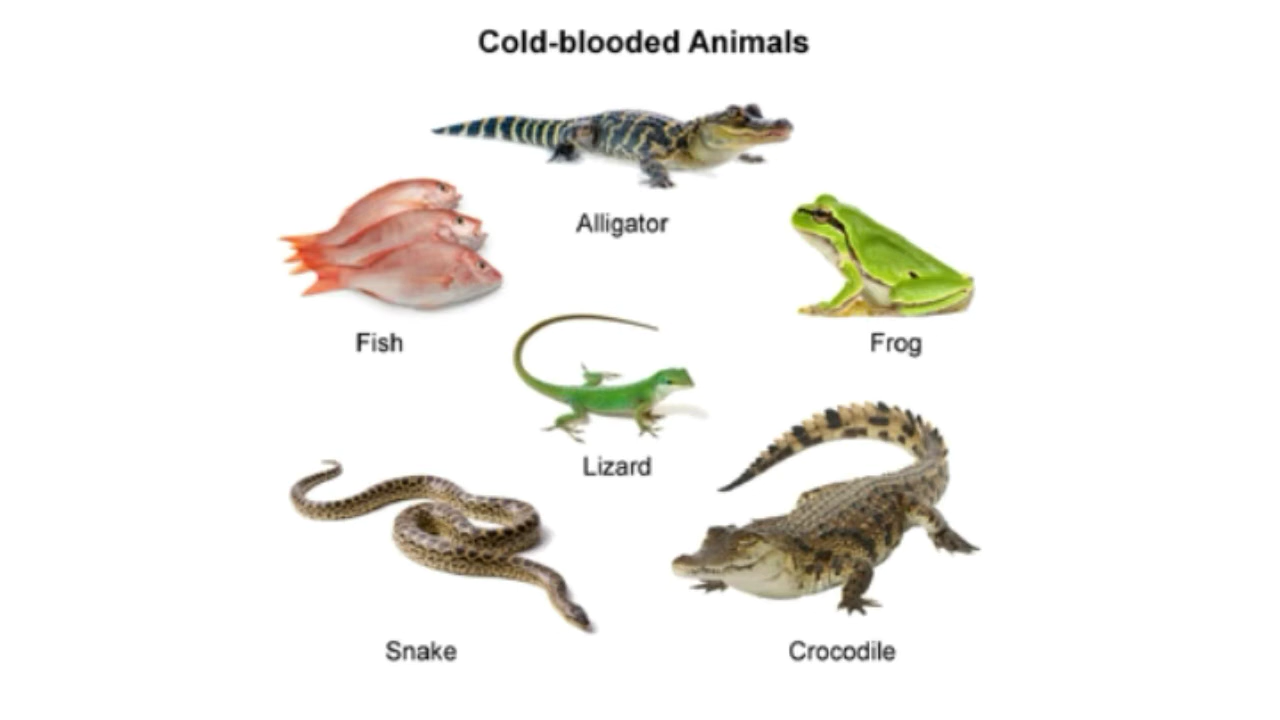 Cold-blooded Animals
Alligator
Fish
Frog
Lizard
Snake
Crocodile